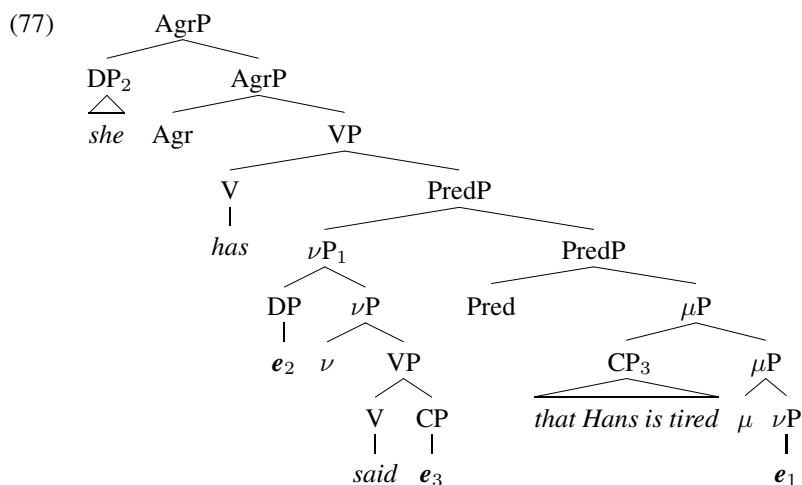 (77) AgrP
DP₂ AgrP
she Agr VP
V PredP
has νP₁ PredP
DP νP Pred μP
e₂ ν VP CP₃ μP
V CP that Hans is tired μ νP
said e₃ e₁